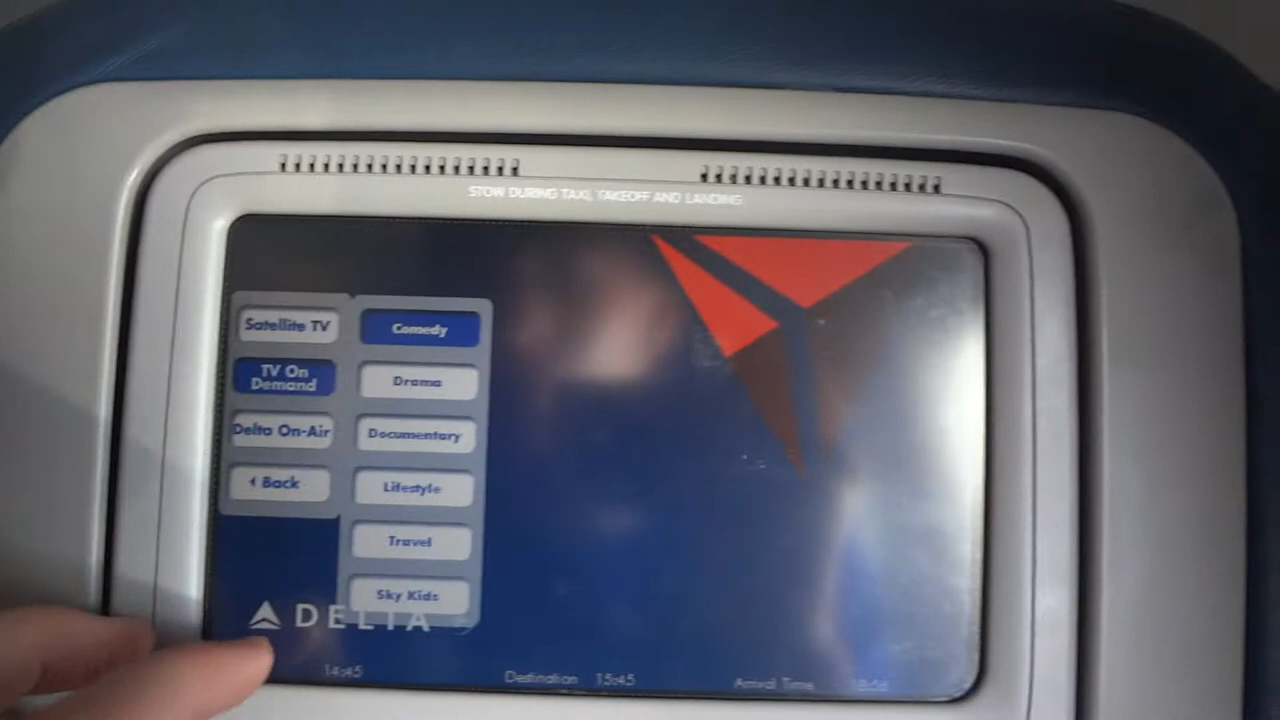 STOW DURING TAXI, TAKEOFF AND LANDING
Satellite TV
TV On
Demand
Delta On-Air
Back
Comedy
Drama
Documentary
Lifestyle
Travel
Sky Kids
DELTA
14:45
Destination 15:45
Arrival Time